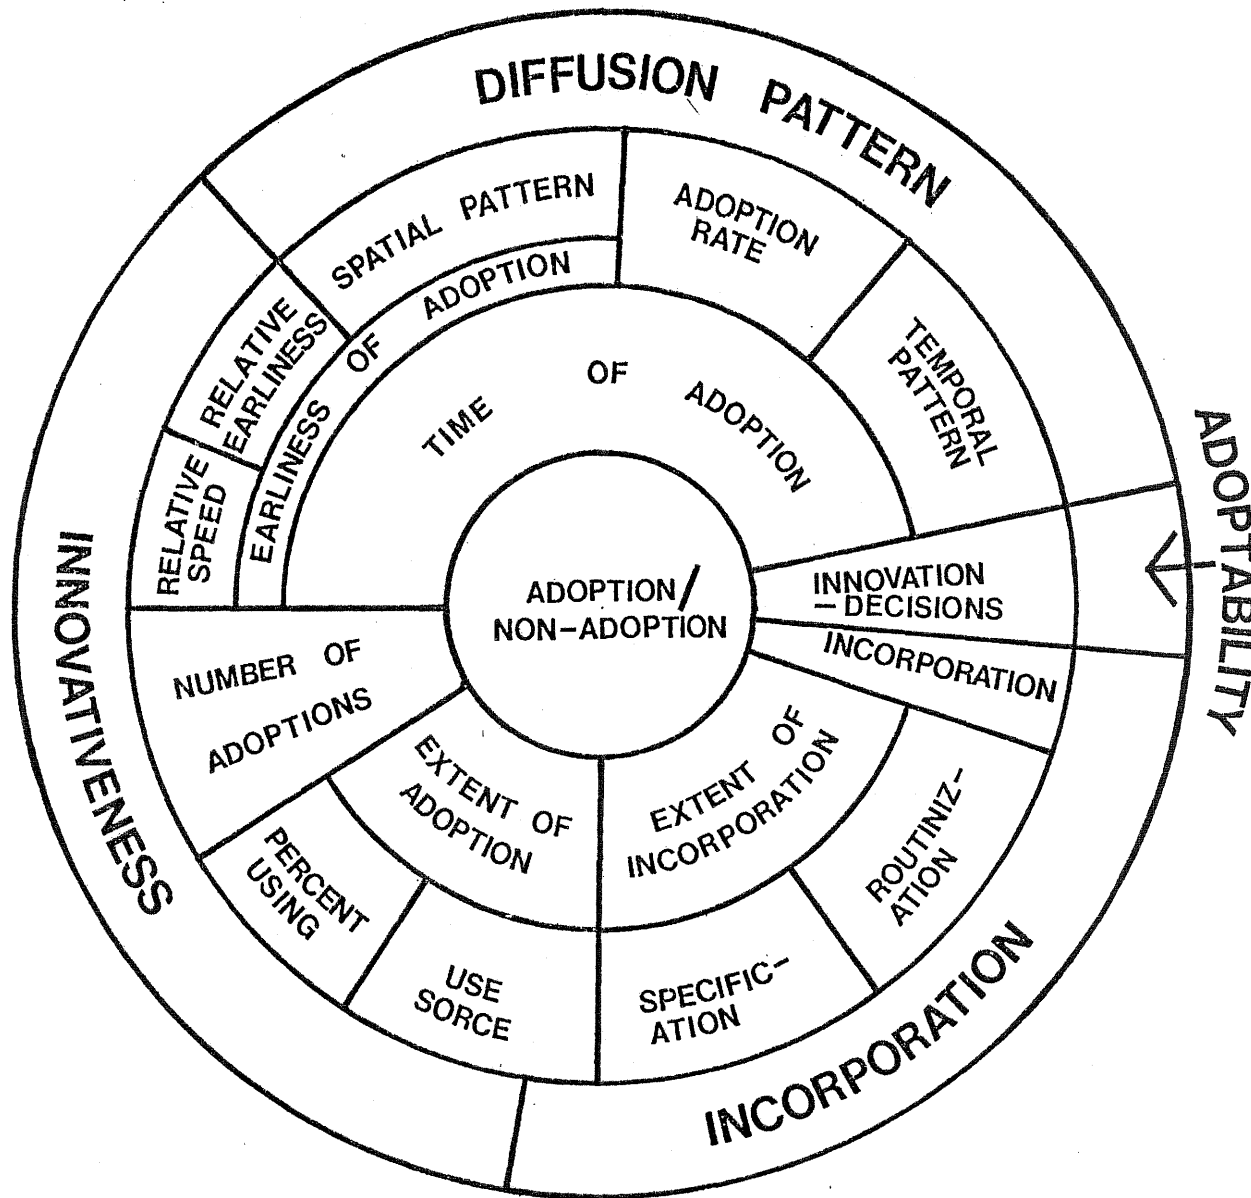 DIFFUSION PATTERN
SPATIAL PATTERN
ADOPTION
RATE
TEMPORAL
PATTERN
RELATIVE
EARLINESS
EARLINESS OF ADOPTION
RELATIVE
SPEED
TIME OF ADOPTION
ADOPTABILITY
INNOVATION
-DECISIONS
ADOPTION/
NON-ADOPTION
INCORPORATION
INNOVATIVENESS
NUMBER OF
ADOPTIONS
EXTENT OF
ADOPTION
EXTENT OF
INCORPORATION
PERCENT
USING
USE
SORCE
SPECIFIC-
ATION
ROUTINIZ-
ATION
INCORPORATION